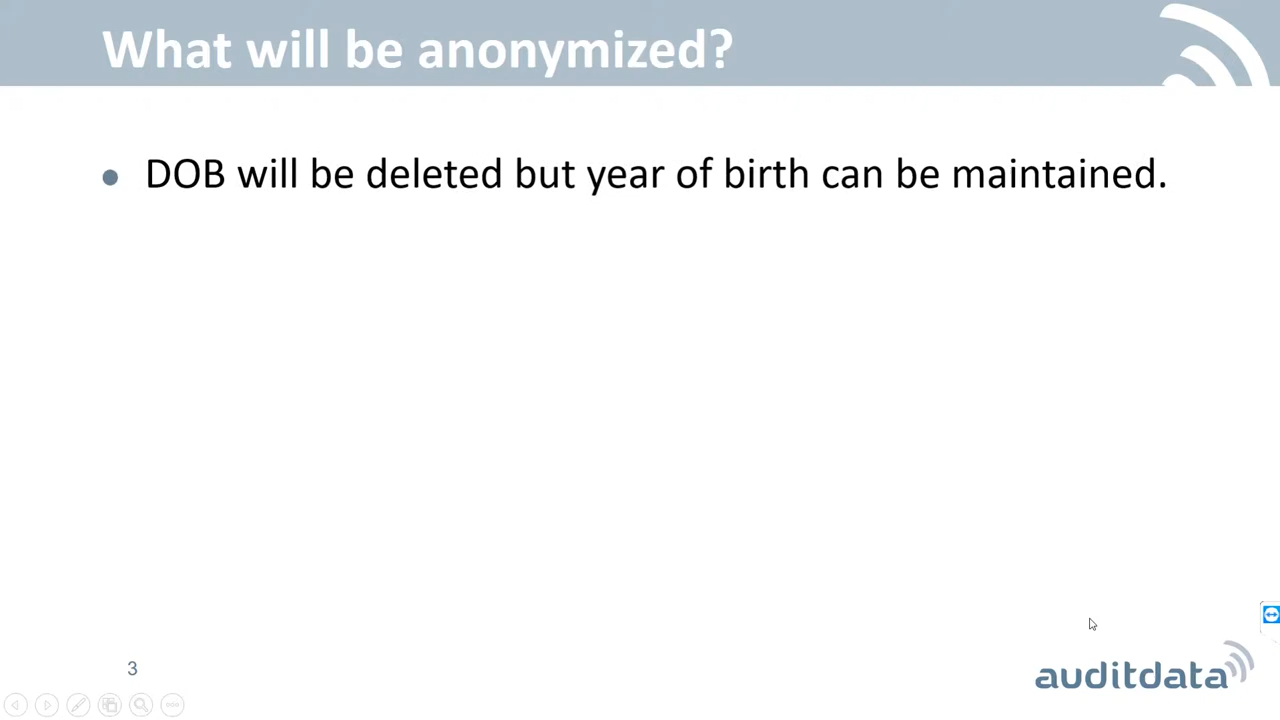 What will be anonymized?
DOB will be deleted but year of birth can be maintained.
3
auditdata